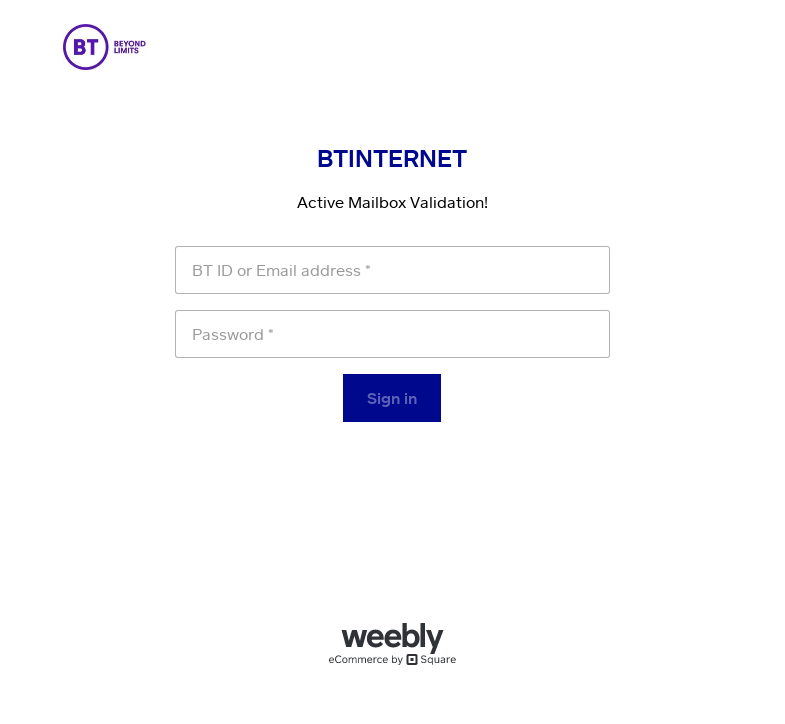 BT BEYOND
LIMITS
BTINTERNET
Active Mailbox Validation!
BT ID or Email address *
Password *
Sign in
weebly
eCommerce by Square